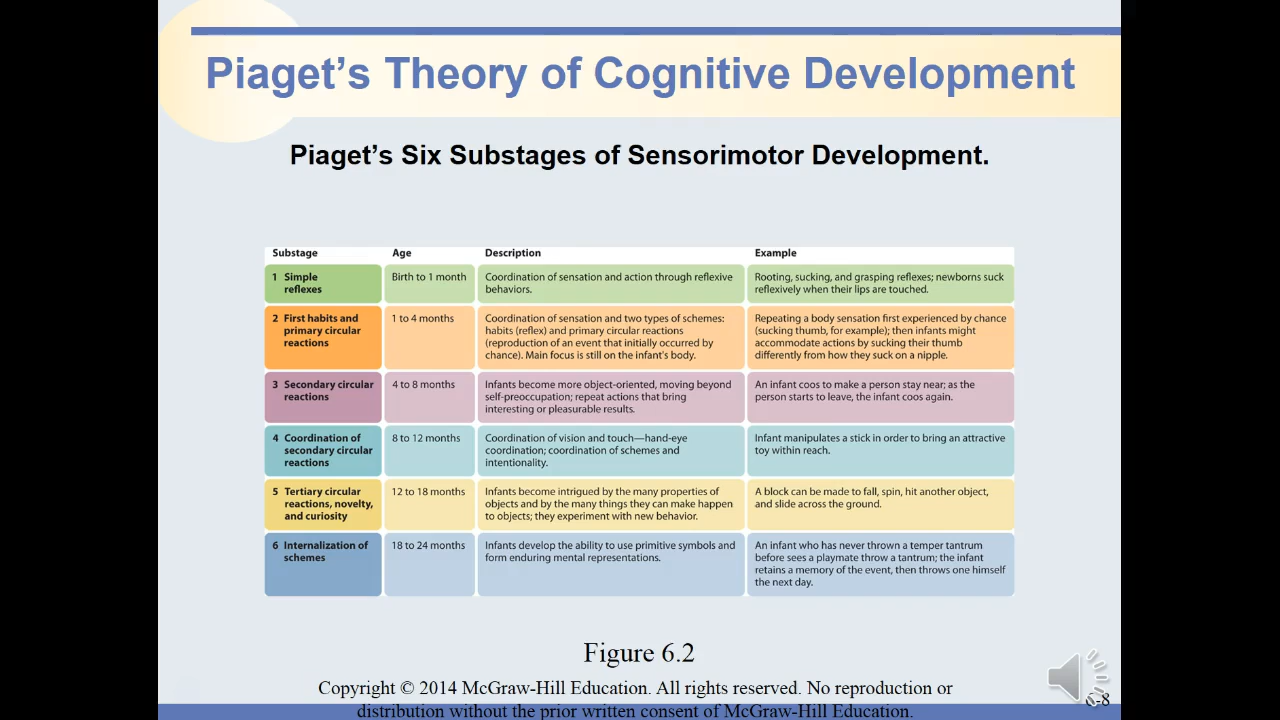 Piaget's Theory of Cognitive Development
Piaget's Six Substages of Sensorimotor Development.
Substage Age Description Example
1 Simple reflexes
Birth to 1 month
Coordination of sensation and action through reflexive
behaviors.
Rooting, sucking, and grasping reflexes; newborns suck
reflexively when their lips are touched.
2 First habits and
primary circular
reactions
1 to 4 months
Coordination of sensation and two types of schemes:
habits (reflex) and primary circular reactions
(reproduction of an event that initially occurred by
chance). Main focus is still on the infant's body.
Repeating a body sensation first experienced by chance
(sucking thumb, for example); then infants might
accommodate actions by sucking their thumb
differently from how they suck on a nipple.
3 Secondary circular
reactions
4 to 8 months
Infants become more object-oriented, moving beyond
self-preoccupation; repeat actions that bring
interesting or pleasurable results.
An infant coos to make a person stay near; as the
person starts to leave, the infant coos again.
4 Coordination of
secondary circular
reactions
8 to 12 months
Coordination of vision and touch—hand-eye
coordination; coordination of schemes and
intentionality.
Infant manipulates a stick in order to bring an attractive
toy within reach.
5 Tertiary circular
reactions, novelty,
and curiosity
12 to 18 months
Infants become intrigued by the many properties of
objects and by the many things they can make happen
to objects; they experiment with new behavior.
A block can be made to fall, spin, hit another object,
and slide across the ground.
6 Internalization of
schemes
18 to 24 months
Infants develop the ability to use primitive symbols and
form enduring mental representations.
An infant who has never thrown a temper tantrum
before sees a playmate throw a tantrum; the infant
retains a memory of the event, then throws one himself
the next day.
Figure 6.2
Copyright © 2014 McGraw-Hill Education. All rights reserved. No reproduction or
distribution without the prior written consent of McGraw-Hill Education.
6-8